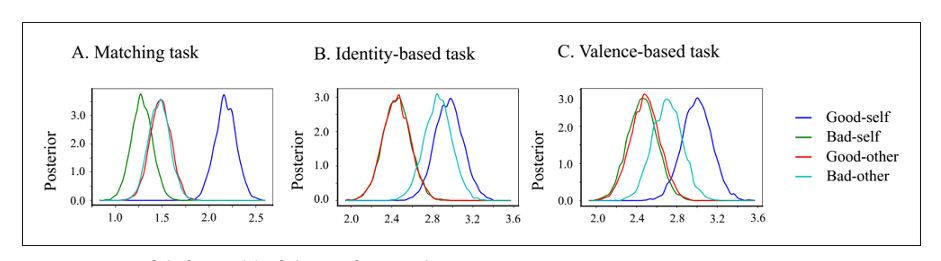 A. Matching task
B. Identity-based task
C. Valence-based task
Posterior
3.0
2.0
1.0
0.0
1.0 1.5 2.0 2.5
Posterior
3.0
2.0
1.0
0.0
2.0 2.4 2.8 3.2 3.6
Posterior
3.0
2.0
1.0
0.0
2.0 2.4 2.8 3.2 3.6
Good-self
Bad-self
Good-other
Bad-other